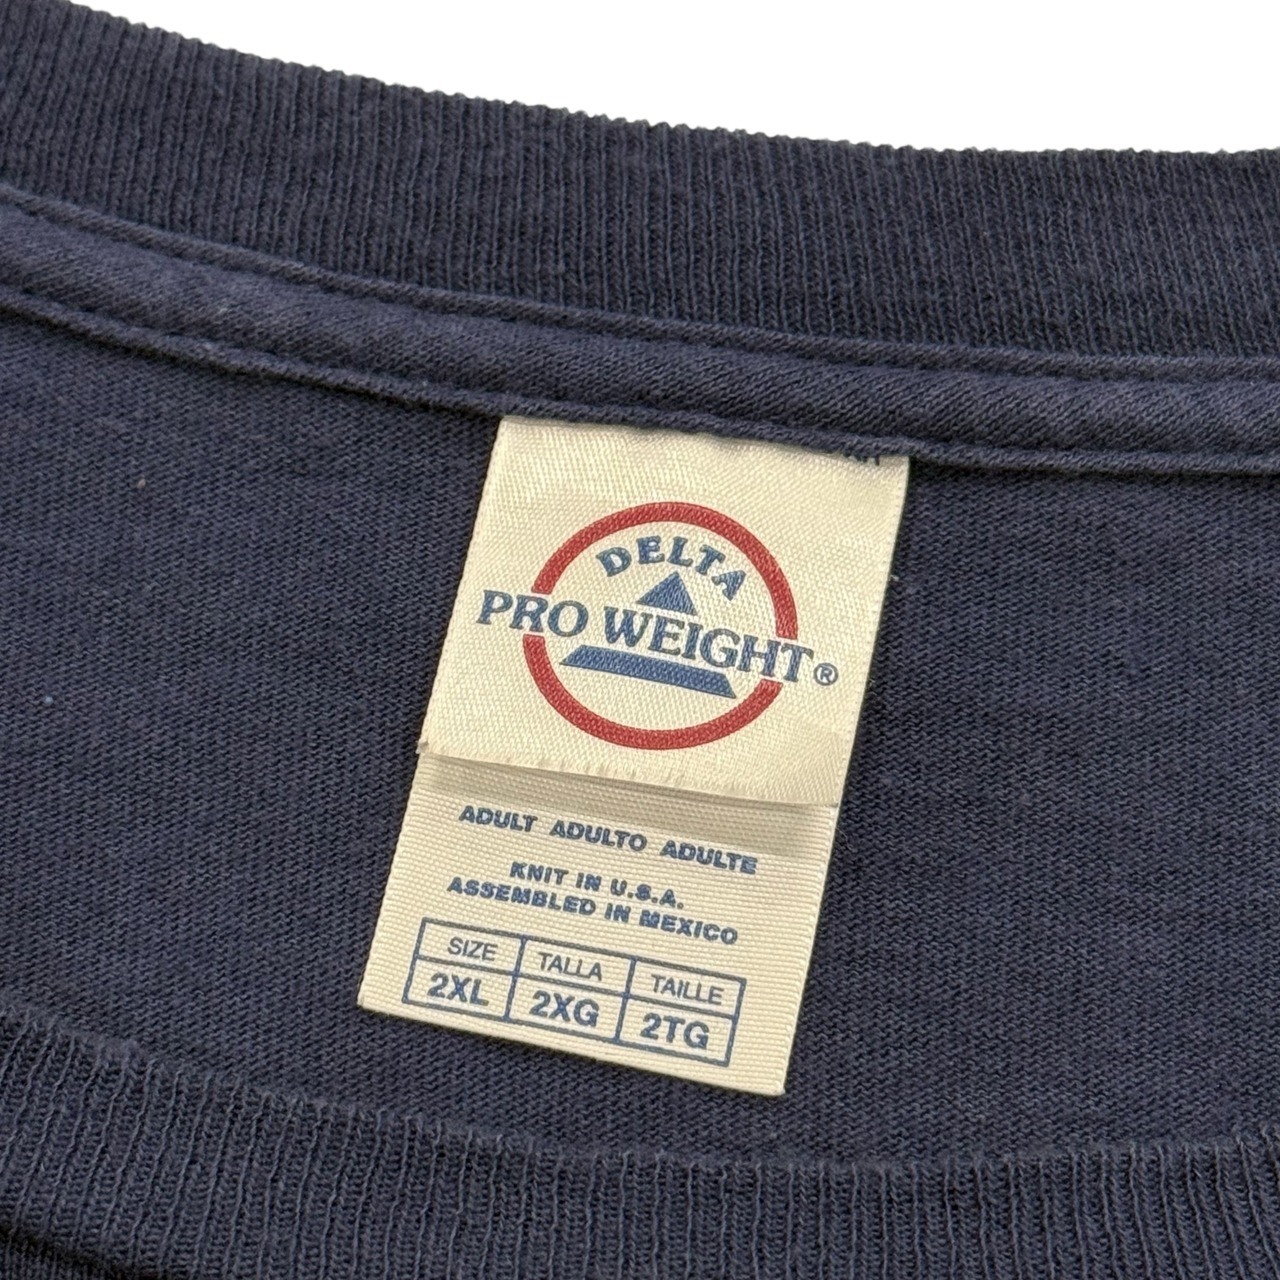 DELTA
PRO WEIGHT®
ADULT ADULTO ADULTE
KNIT IN U.S.A.
ASSEMBLED IN MEXICO
SIZE TALLA TAILLE
2XL 2XG 2TG